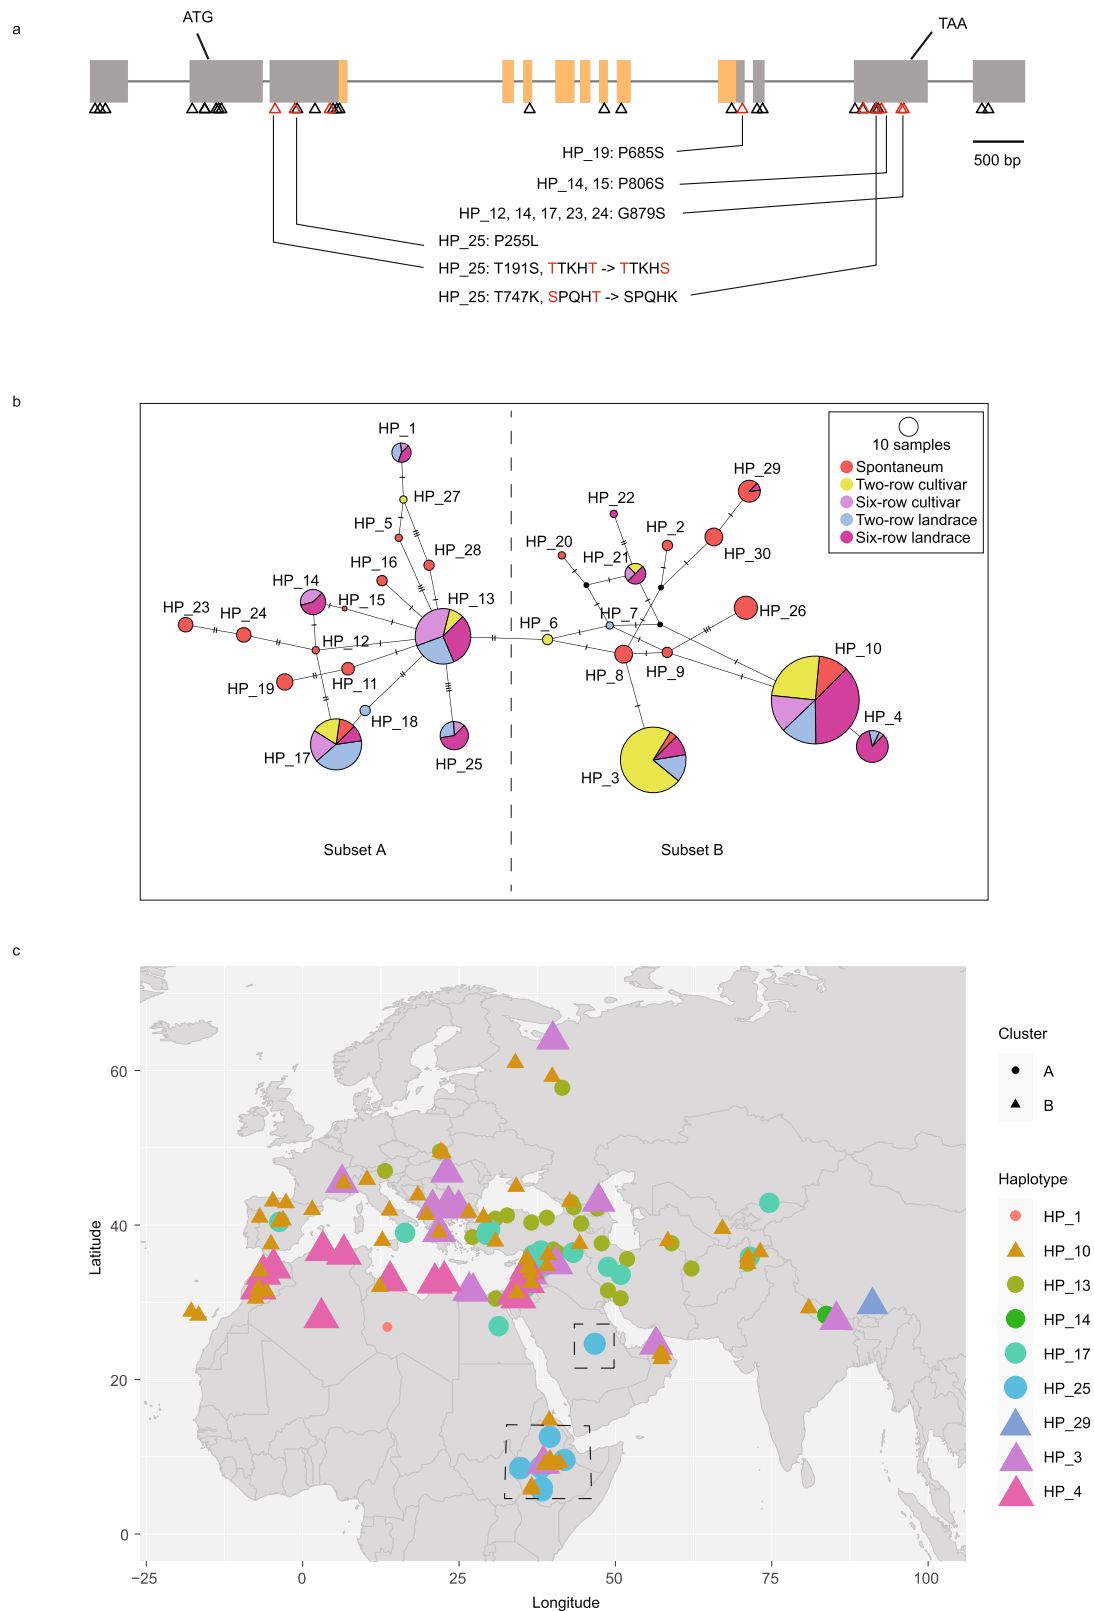 a
ATG
TAA
500 bp
HP_19: P685S
HP_14, 15: P806S
HP_12, 14, 17, 23, 24: G879S
HP_25: P255L
HP_25: T191S, TTKHT -> TTKHS
HP_25: T747K, SPQHT -> SPQHK
b
10 samples
Spontaneum
Two-row cultivar
Six-row cultivar
Two-row landrace
Six-row landrace
HP_1
HP_27
HP_5
HP_28
HP_16
HP_14
HP_15
HP_13
HP_23
HP_24
HP_12
HP_19
HP_11
HP_18
HP_17
HP_25
HP_29
HP_22
HP_2
HP_20
HP_21
HP_30
HP_7
HP_26
HP_6
HP_8
HP_9
HP_10
HP_4
HP_3
Subset A
Subset B
c
60
40
20
0
Latitude
−25
0
25
50
75
100
Longitude
Cluster
A
B
Haplotype
HP_1
HP_10
HP_13
HP_14
HP_17
HP_25
HP_29
HP_3
HP_4